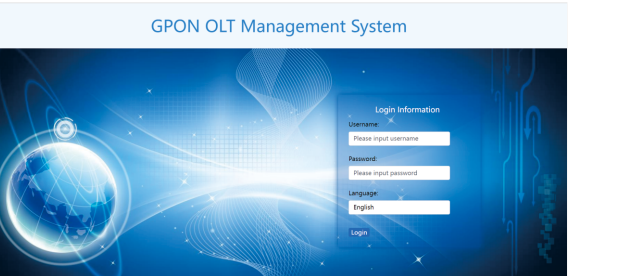 GPON OLT Management System
Login Information
Username:
Please input username
Password:
Please input password
Language:
English
Login